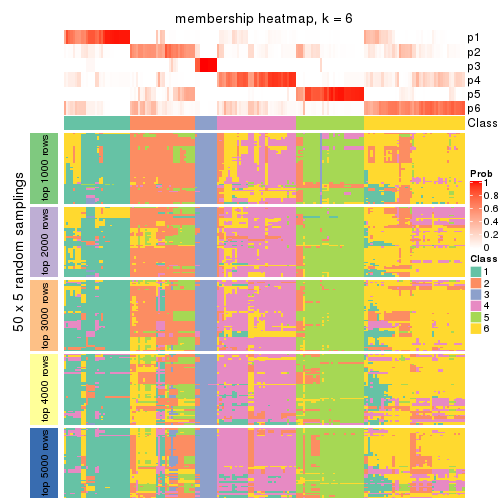 membership heatmap, k = 6
p1
p2
p3
p4
p5
p6
Class
50 x 5 random samplings
top 1000 rows
top 2000 rows
top 3000 rows
top 4000 rows
top 5000 rows
Prob
1
0.8
0.6
0.4
0.2
0
Class
1
2
3
4
5
6